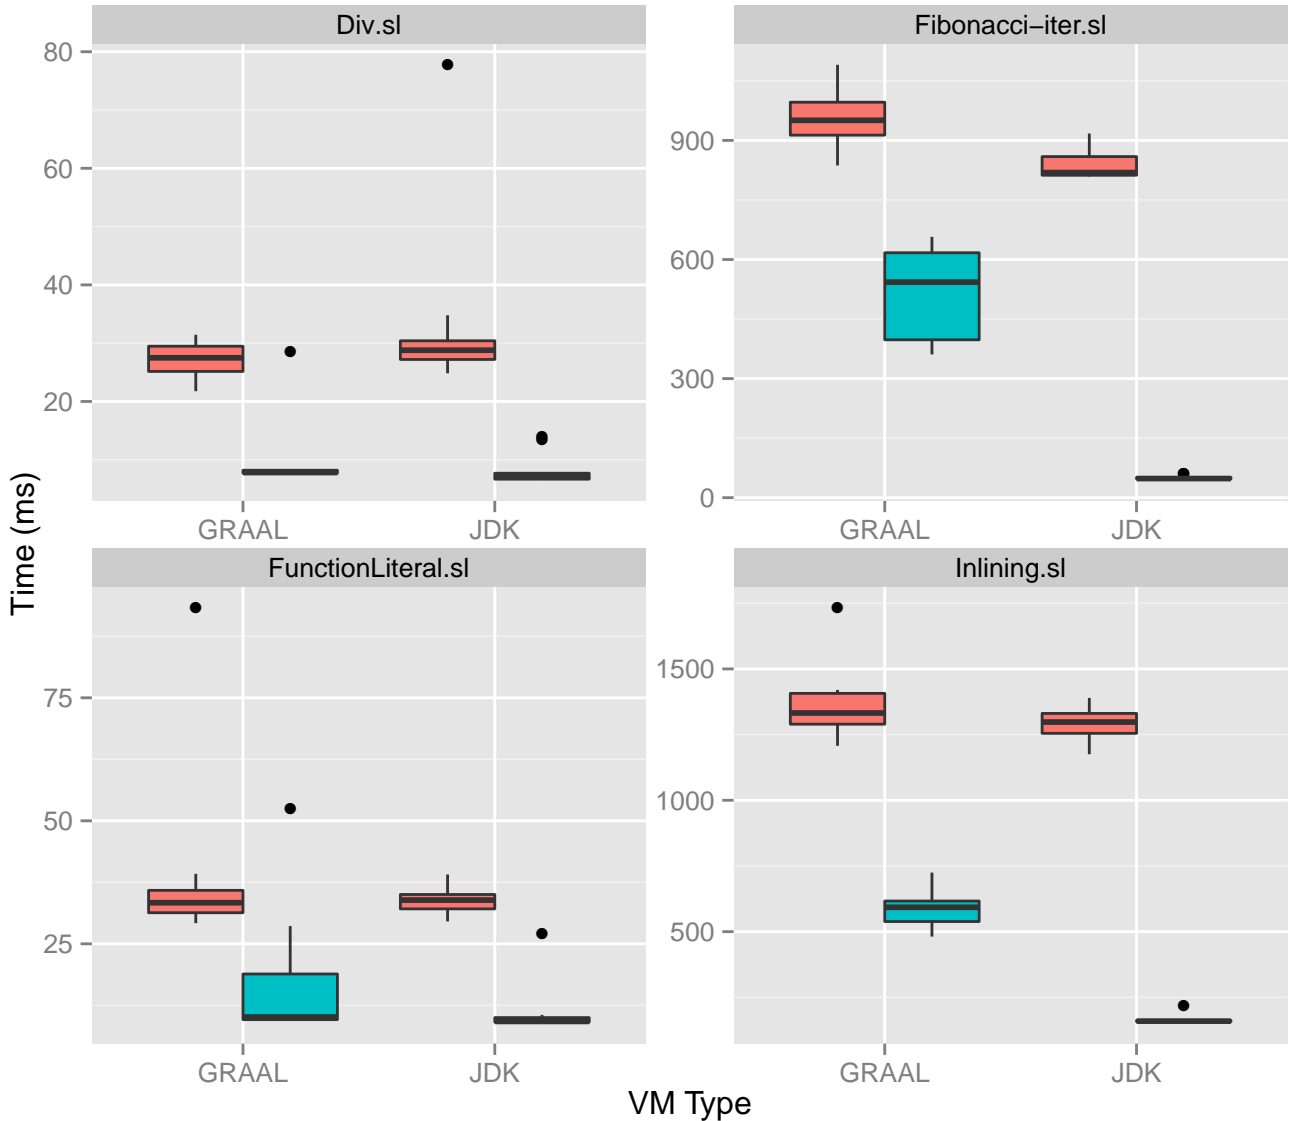 Div.sl
Fibonacci−iter.sl
80
60
40
20
900
600
300
0
GRAAL JDK
GRAAL JDK
FunctionLiteral.sl
Inlining.sl
75
50
25
1500
1000
500
GRAAL JDK
GRAAL JDK
Time (ms)
VM Type